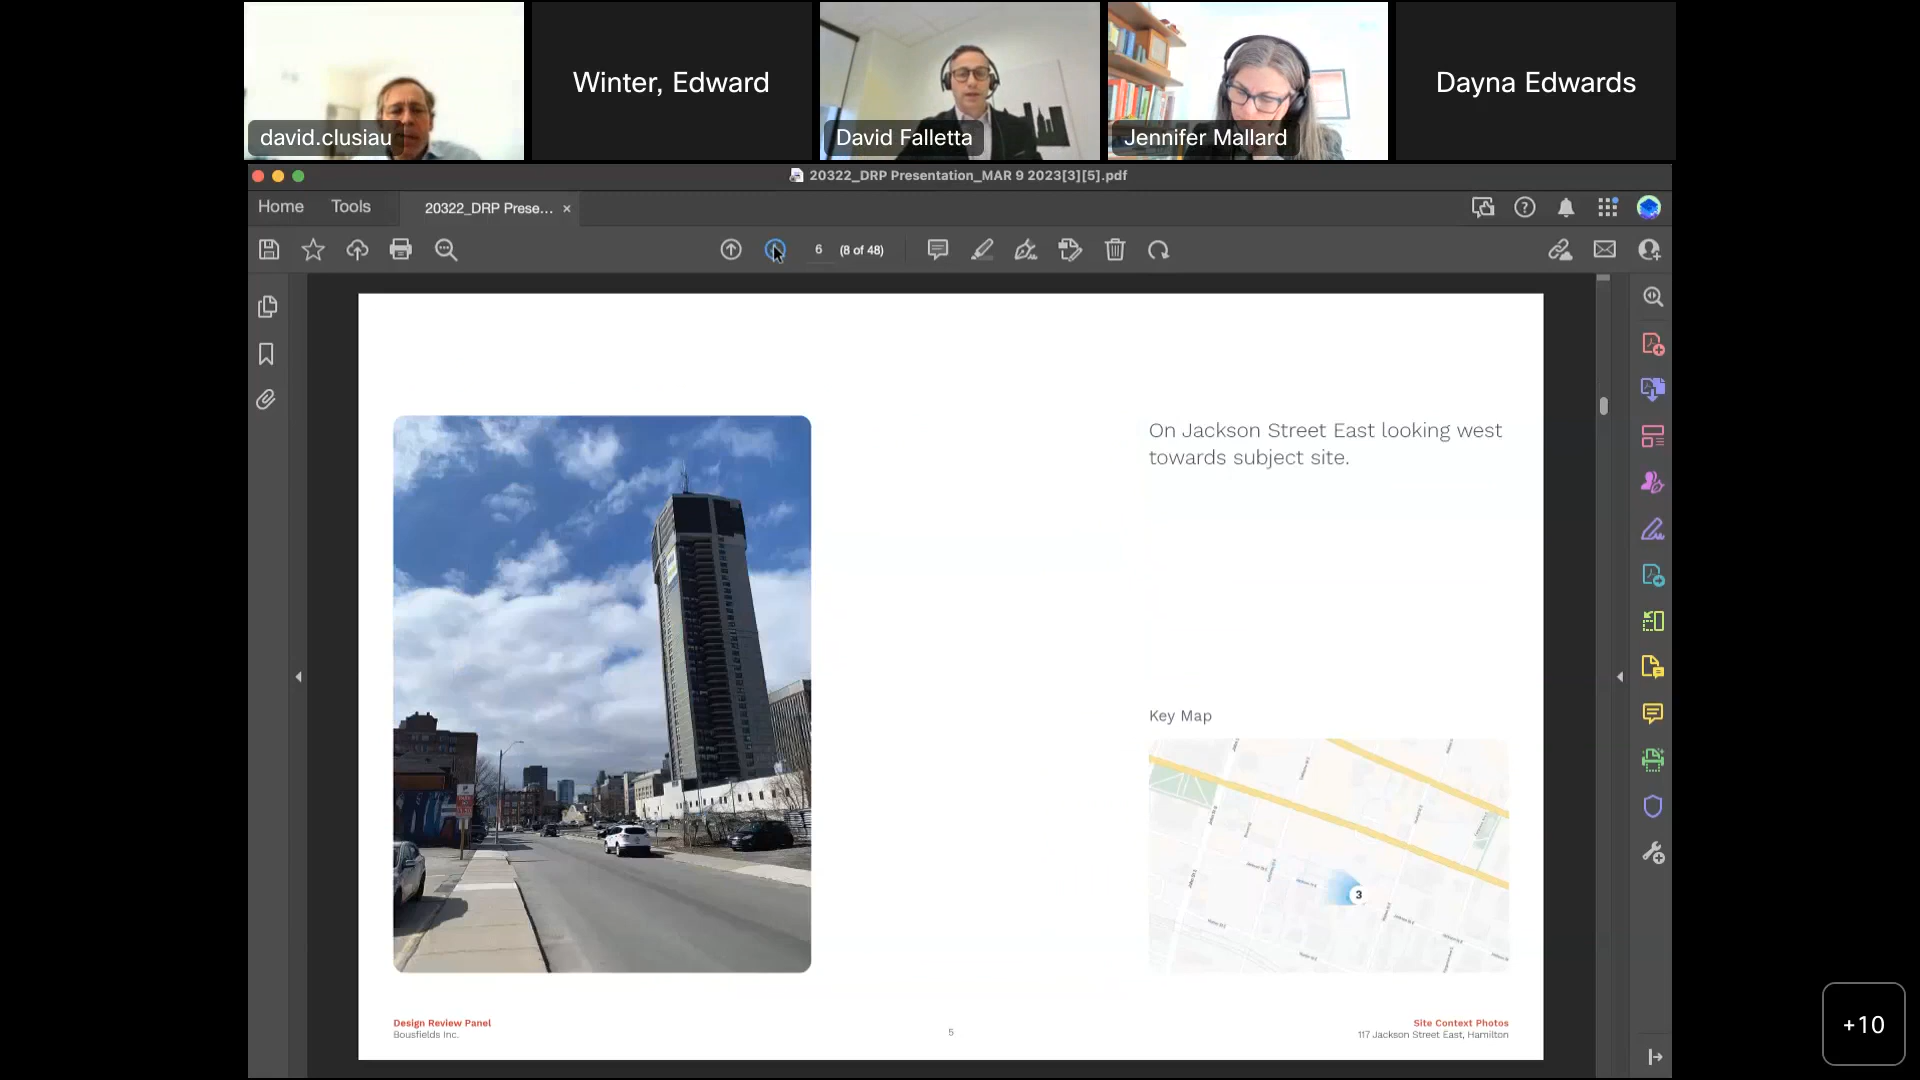 david.clusiau
Winter, Edward
David Falletta
Jennifer Mallard
Dayna Edwards
20322_DRP Presentation_MAR 9 2023[3][5].pdf
Home
Tools
20322_DRP Prese...
6
(8 of 48)
On Jackson Street East looking west
towards subject site.
Key Map
3
Design Review Panel
Bousfields Inc.
5
Site Context Photos
117 Jackson Street East, Hamilton
+10